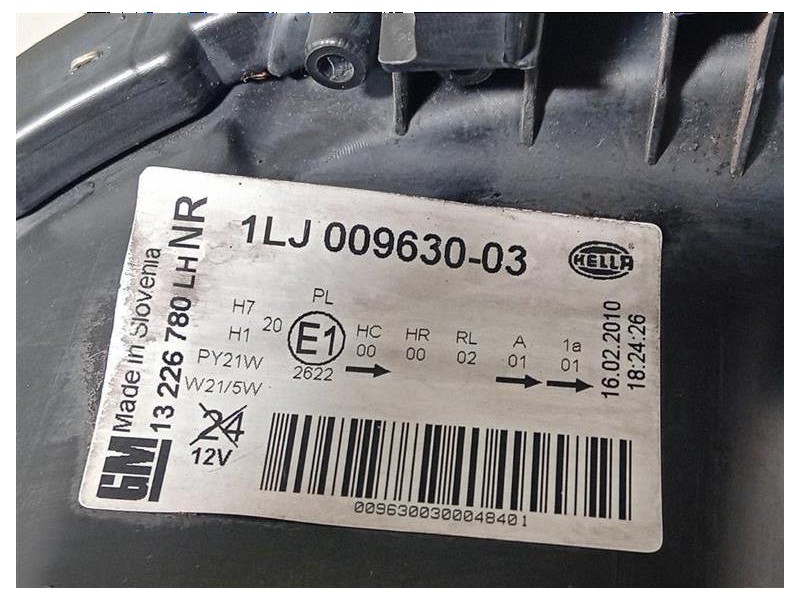 1LJ 009630-03
HELLA
GM
Made in Slovenia
13 226 780 LH NR
H7
H1
PY21W
W21/5W
24
12V
PL
20 E1
2622
HC HR RL A 1a
00 00 02 01 01
16.02.2010
18:24:26
00963000300048401